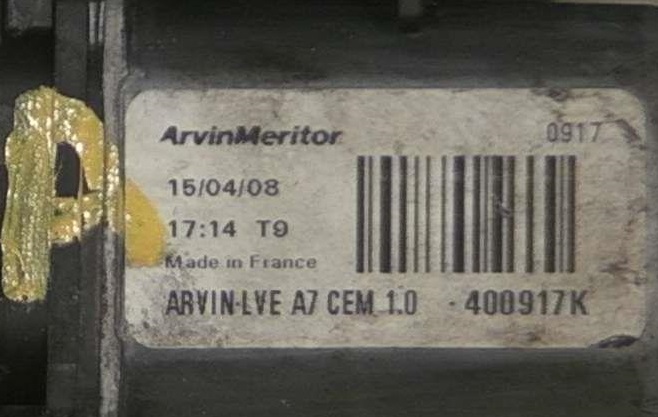 ArvinMeritor 0917
15/04/08
17:14 T9
Made in France
ARVIN-LVE A7 CEM 1.0 - 400917K
A